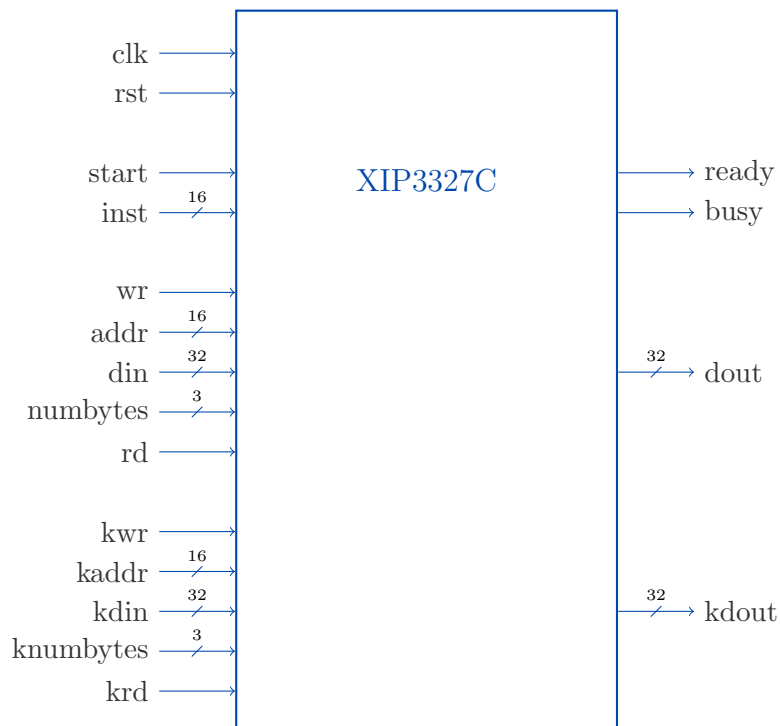 clk
rst
start
XIP3327C
ready
16
inst
busy
wr
16
addr
32
din
32
dout
3
numbytes
rd
kwr
16
kaddr
32
kdin
32
kdout
3
knumbytes
krd